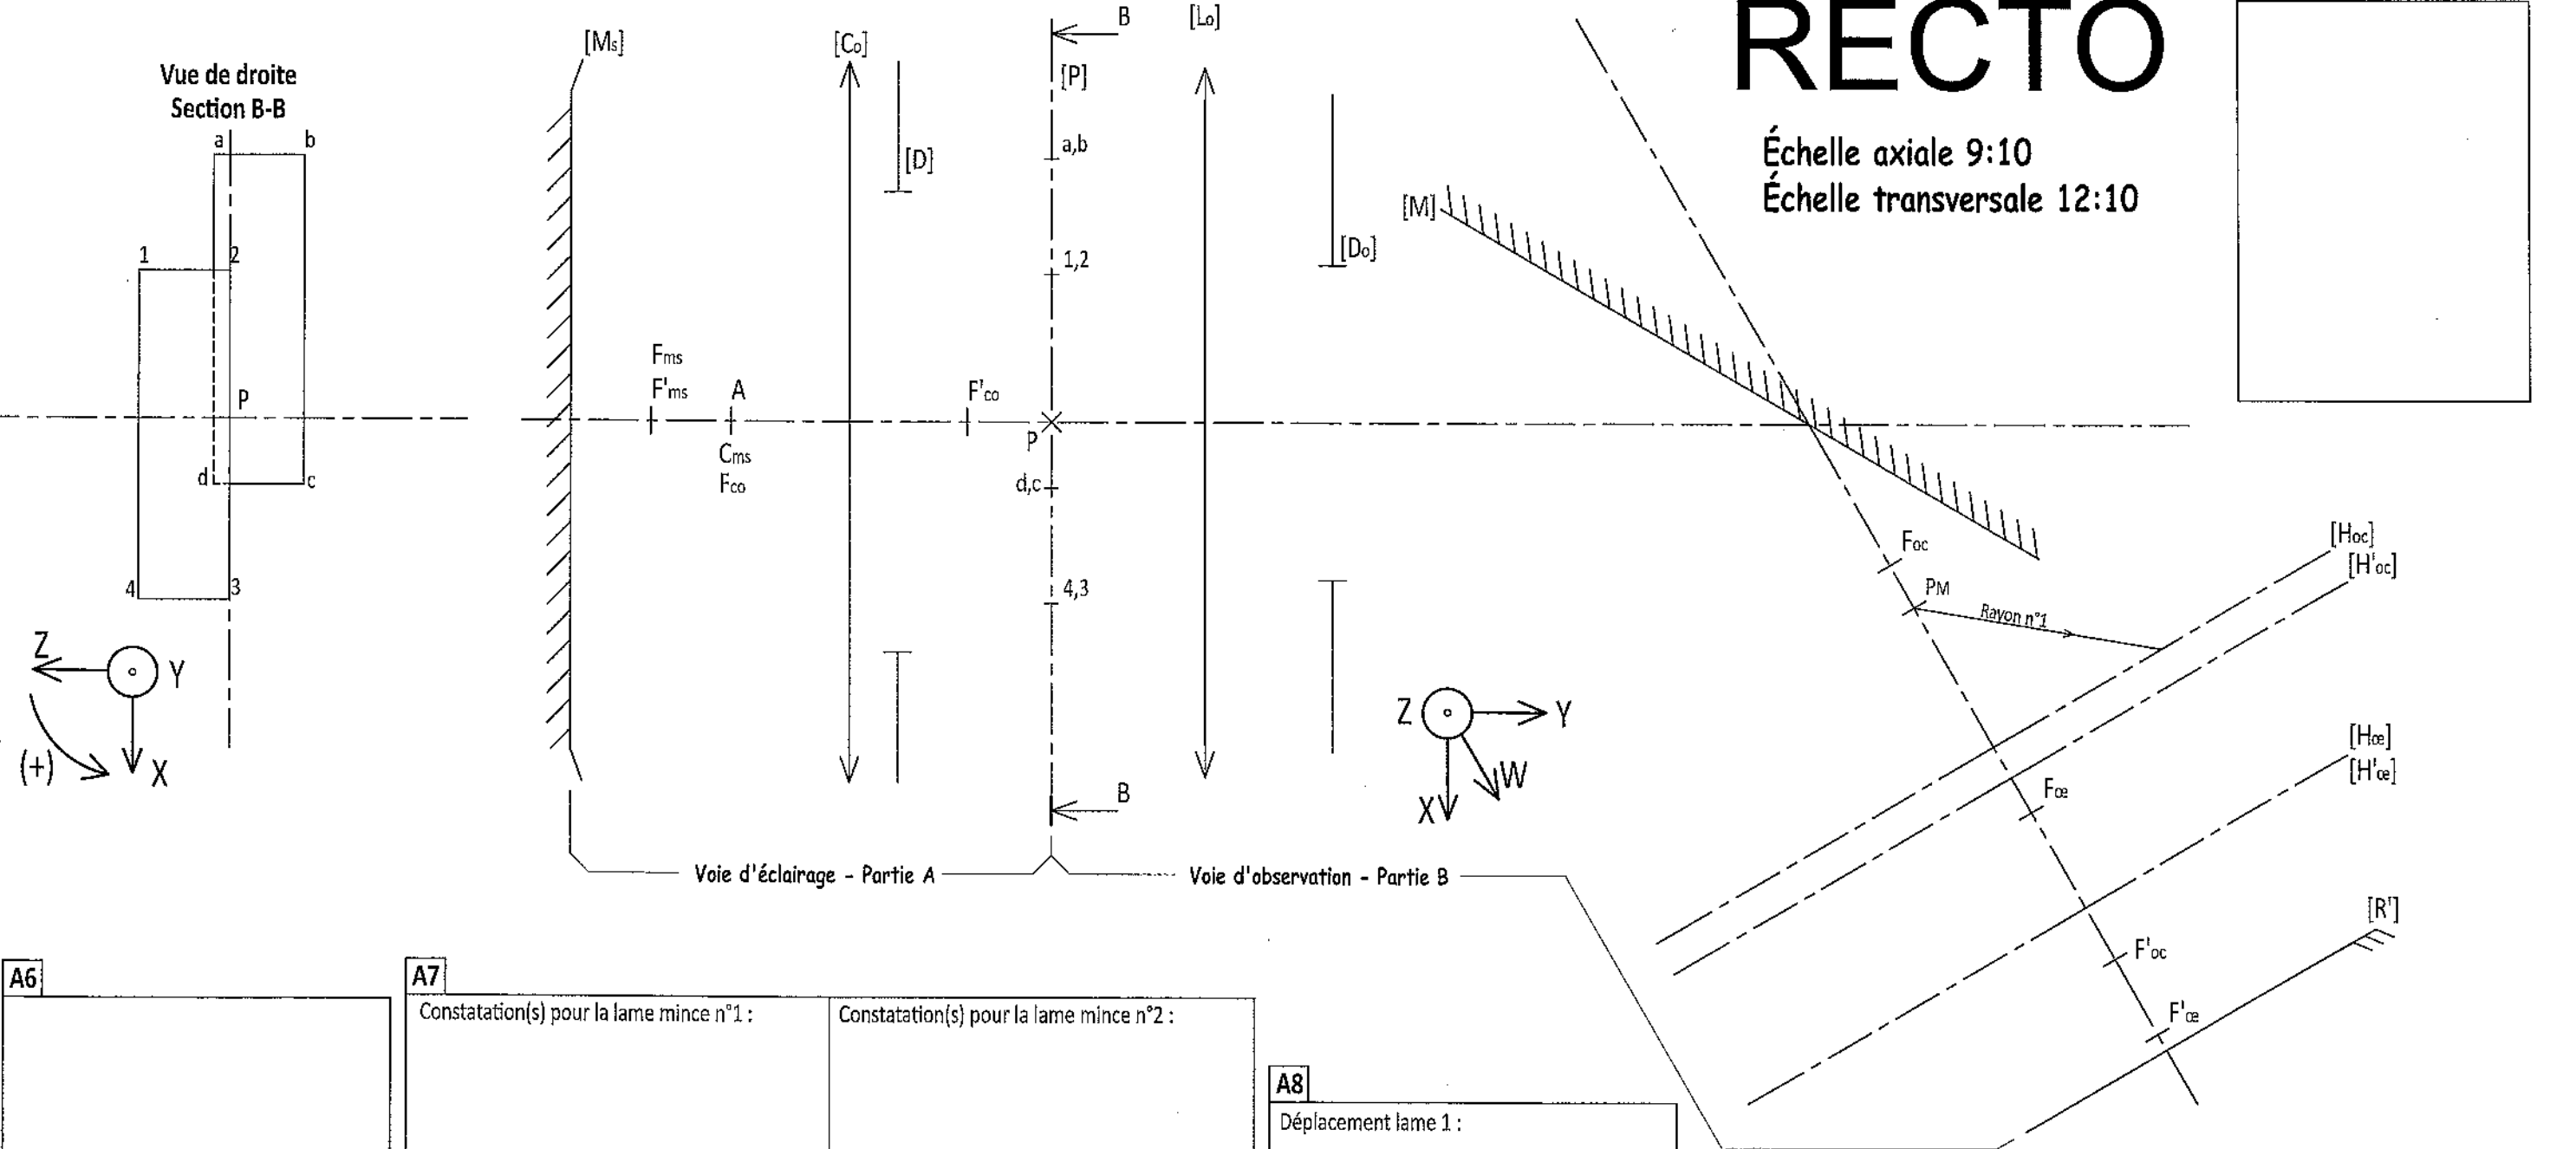 RECTO
Échelle axiale 9:10
Échelle transversale 12:10
Vue de droite
Section B-B
a
b
1
2
P
d
c
4
3
Z
Y
(+)
X
[Ms]
[Co]
[D]
B
[P]
[Lo]
a,b
1,2
[Do]
[M]
Fms
F'ms
A
Cms
Fco
F'co
P
d,c
4,3
B
Z
Y
X
W
Foc
PM
Rayon n°1
[Hoc]
[H'oc]
Fœ
[Hœ]
[H'œ]
F'oc
[R']
F'œ
Voie d'éclairage - Partie A
Voie d'observation - Partie B
A6
A7
Constatation(s) pour la lame mince n°1 :
Constatation(s) pour la lame mince n°2 :
A8
Déplacement lame 1 :